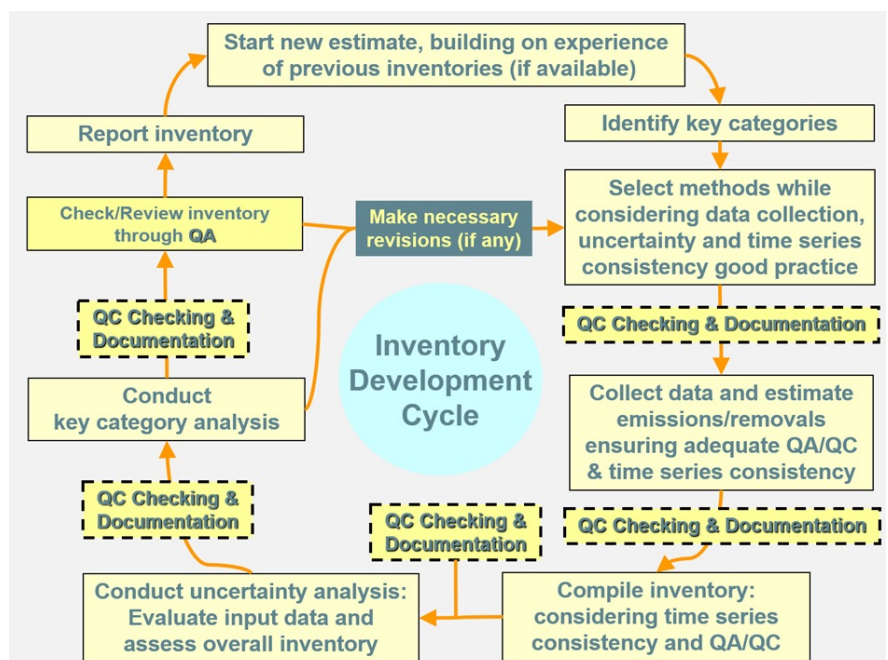 Start new estimate, building on experience
of previous inventories (if available)
Report inventory
Identify key categories
Check/Review inventory
through QA
Make necessary
revisions (if any)
Select methods while
considering data collection,
uncertainty and time series
consistency good practice
QC Checking &
Documentation
QC Checking & Documentation
Inventory
Development
Cycle
Conduct
key category analysis
Collect data and estimate
emissions/removals
ensuring adequate QA/QC
& time series consistency
QC Checking &
Documentation
QC Checking &
Documentation
QC Checking & Documentation
Conduct uncertainty analysis:
Evaluate input data and
assess overall inventory
Compile inventory:
considering time series
consistency and QA/QC